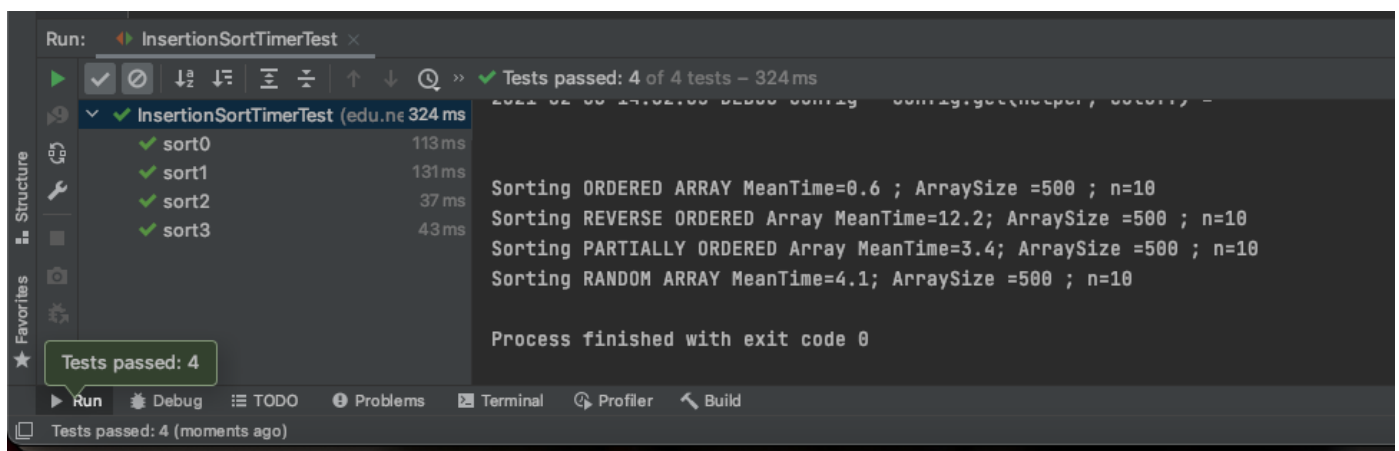 Run: InsertionSortTimerTest
Tests passed: 4 of 4 tests – 324 ms
InsertionSortTimerTest (edu.ne 324 ms
sort0 113 ms
sort1 131 ms
sort2 37 ms
sort3 43 ms
Sorting ORDERED ARRAY MeanTime=0.6 ; ArraySize =500 ; n=10
Sorting REVERSE ORDERED Array MeanTime=12.2; ArraySize =500 ; n=10
Sorting PARTIALLY ORDERED Array MeanTime=3.4; ArraySize =500 ; n=10
Sorting RANDOM ARRAY MeanTime=4.1; ArraySize =500 ; n=10
Process finished with exit code 0
Structure
Favorites
Tests passed: 4
Run Debug TODO Problems Terminal Profiler Build
Tests passed: 4 (moments ago)